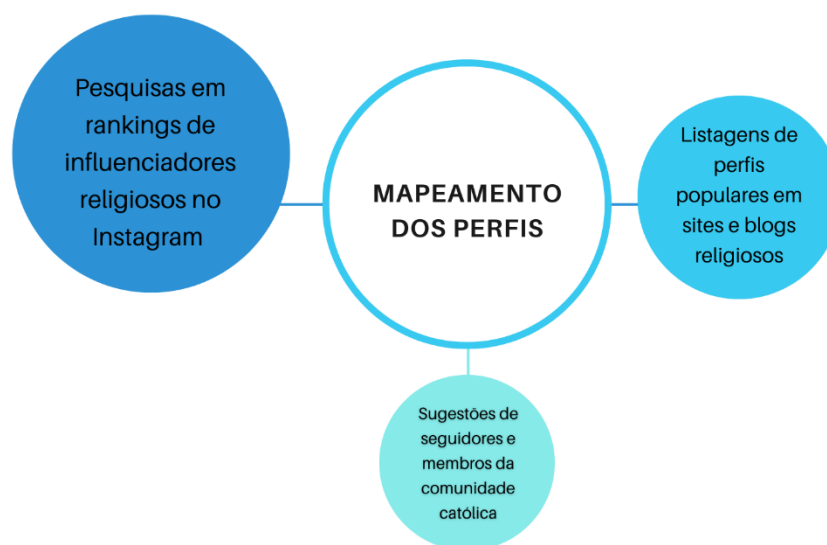 Pesquisas em
rankings de
influenciadores
religiosos no
Instagram
MAPEAMENTO
DOS PERFIS
Listagens de
perfis
populares em
sites e blogs
religiosos
Sugestões de
seguidores e
membros da
comunidade
católica